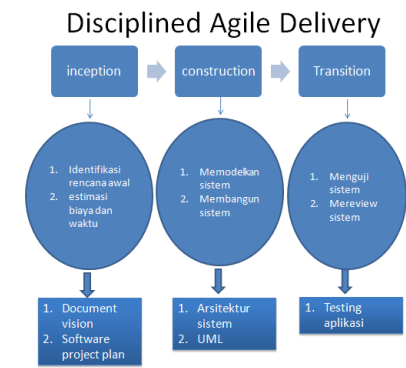 Disciplined Agile Delivery
inception
construction
Transition
1. Identifikasi
rencana awal
2. estimasi
biaya dan
waktu
1. Memodelkan
sistem
2. Membangun
sistem
1. Menguji
sistem
2. Mereview
sistem
1. Document
vision
2. Software
project plan
1. Arsitektur
sistem
2. UML
1. Testing
aplikasi